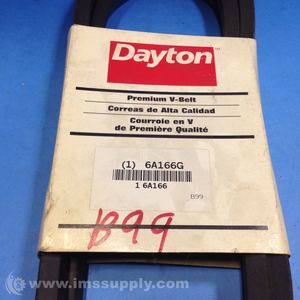 Dayton
Premium V-Belt
Correas de Alta Calidad
Courroie en V
de Première Qualité
(1) 6A166G
1 6A166
B99
B99
© www.imssupply.com